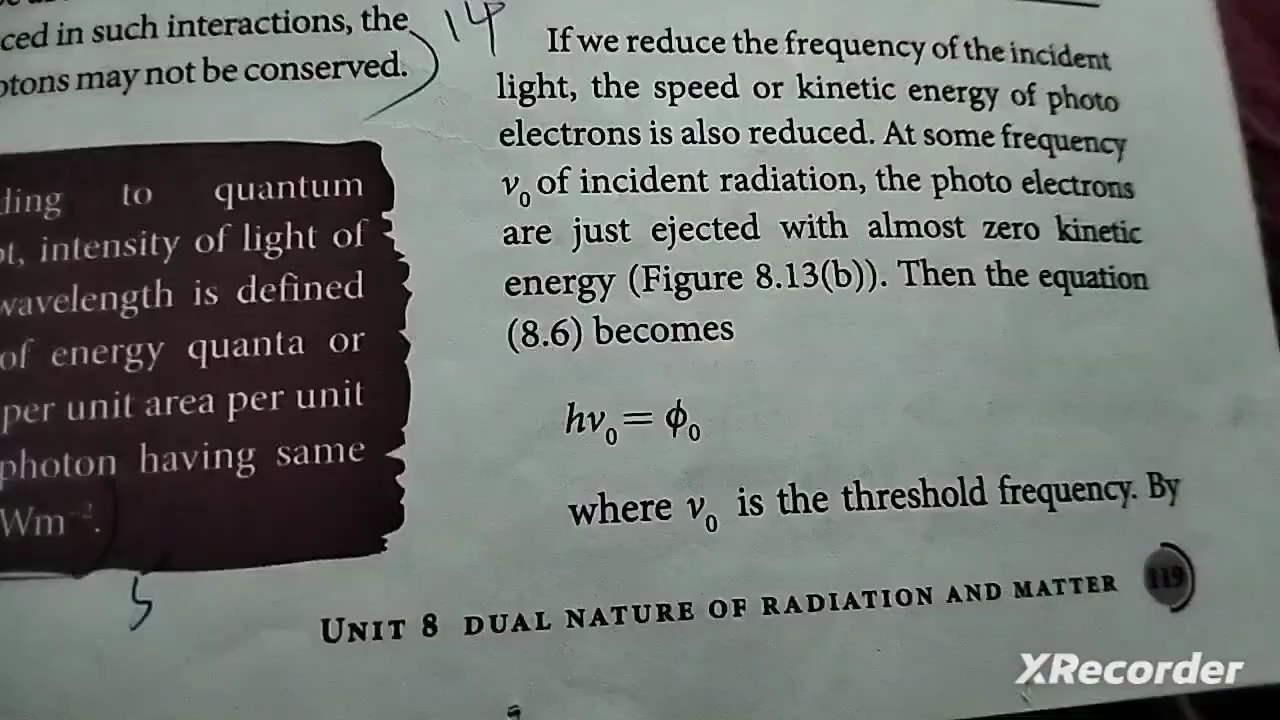 ced in such interactions, the
otons may not be conserved.
14
ding to quantum
pt, intensity of light of
wavelength is defined
of energy quanta or
per unit area per unit
photon having same
Wm⁻².
5
If we reduce the frequency of the incident
light, the speed or kinetic energy of photo
electrons is also reduced. At some frequency
ν₀ of incident radiation, the photo electrons
are just ejected with almost zero kinetic
energy (Figure 8.13(b)). Then the equation
(8.6) becomes
hν₀ = ϕ₀
where ν₀ is the threshold frequency. By
UNIT 8 DUAL NATURE OF RADIATION AND MATTER 119
XRecorder